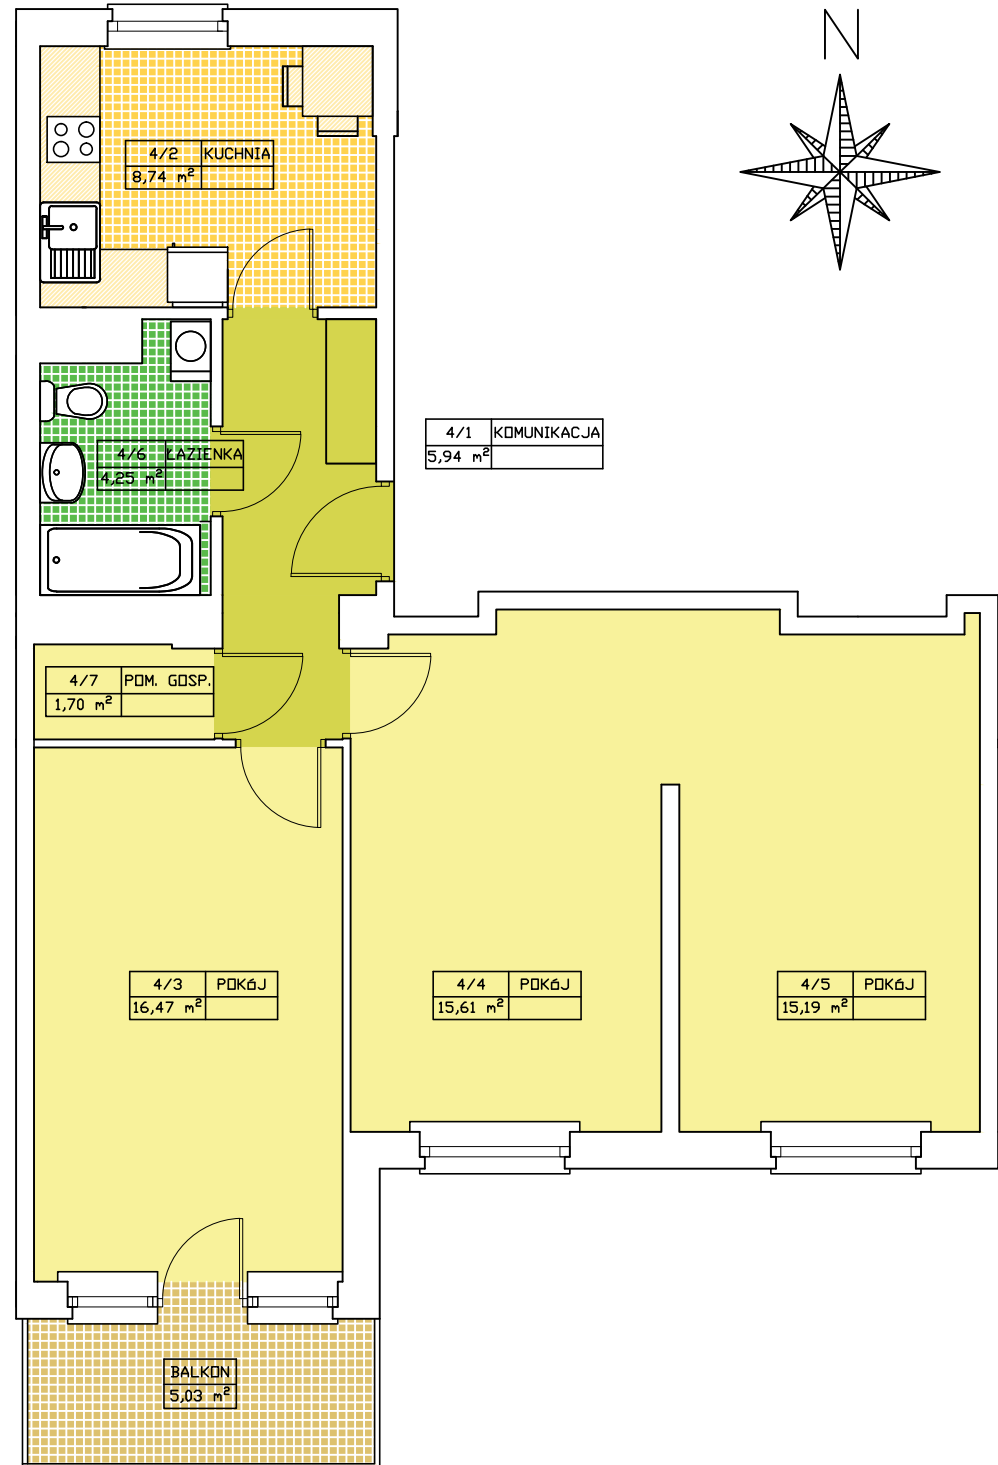 N
4/2 KUCHNIA
8,74 m²
4/1 KOMUNIKACJA
5,94 m²
4/6 ŁAZIENKA
4,25 m²
4/7 POM. GOSP.
1,70 m²
4/3 POKÓJ
16,47 m²
4/4 POKÓJ
15,61 m²
4/5 POKÓJ
15,19 m²
BALKON
5,03 m²